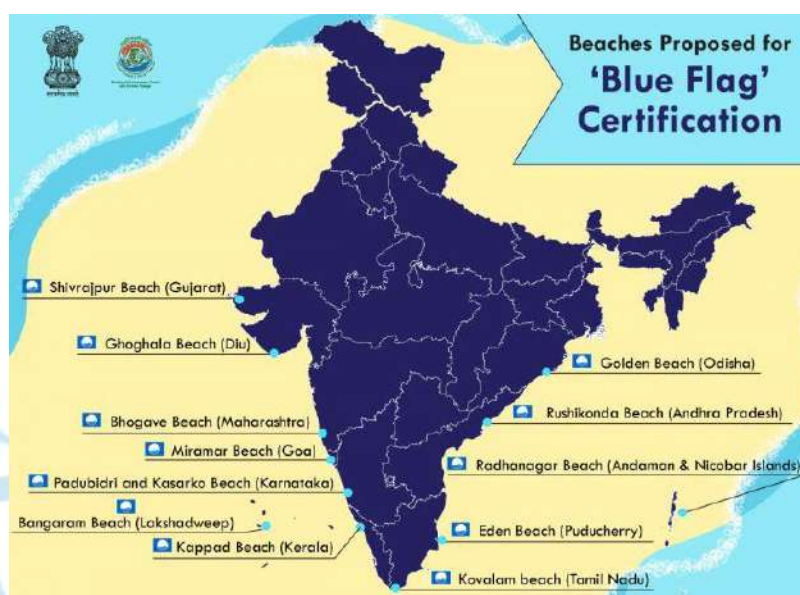 Beaches Proposed for
‘Blue Flag’
Certification
Shivrajpur Beach (Gujarat)
Ghoghala Beach (Diu)
Golden Beach (Odisha)
Bhogave Beach (Maharashtra)
Rushikonda Beach (Andhra Pradesh)
Miramar Beach (Goa)
Radhanagar Beach (Andaman & Nicobar Islands)
Padubidri and Kasarko Beach (Karnataka)
Bangaram Beach (Lakshadweep)
Eden Beach (Puducherry)
Kappad Beach (Kerala)
Kovalam beach (Tamil Nadu)